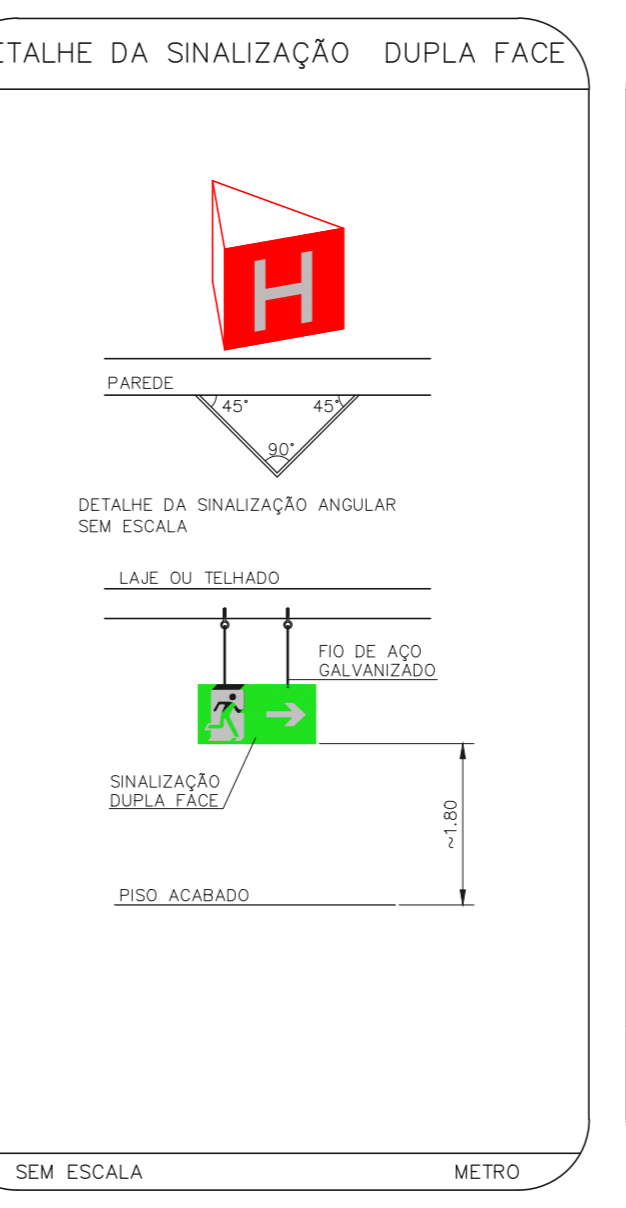 ETALHE DA SINALIZAÇÃO DUPLA FACE
H
PAREDE
45° 45°
90°
DETALHE DA SINALIZAÇÃO ANGULAR
SEM ESCALA
LAJE OU TELHADO
FIO DE AÇO
GALVANIZADO
SINALIZAÇÃO
DUPLA FACE
~1.80
PISO ACABADO
SEM ESCALA METRO